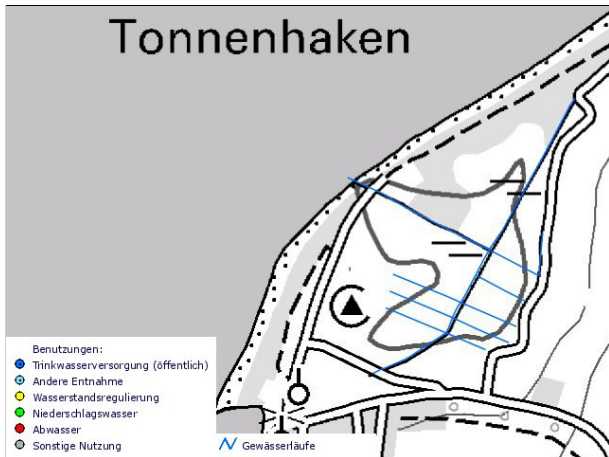 Tonnenhaken
Benutzungen:
Trinkwasserversorgung (öffentlich)
Andere Entnahme
Wasserstandsregulierung
Niederschlagswasser
Abwasser
Sonstige Nutzung
Gewässerläufe